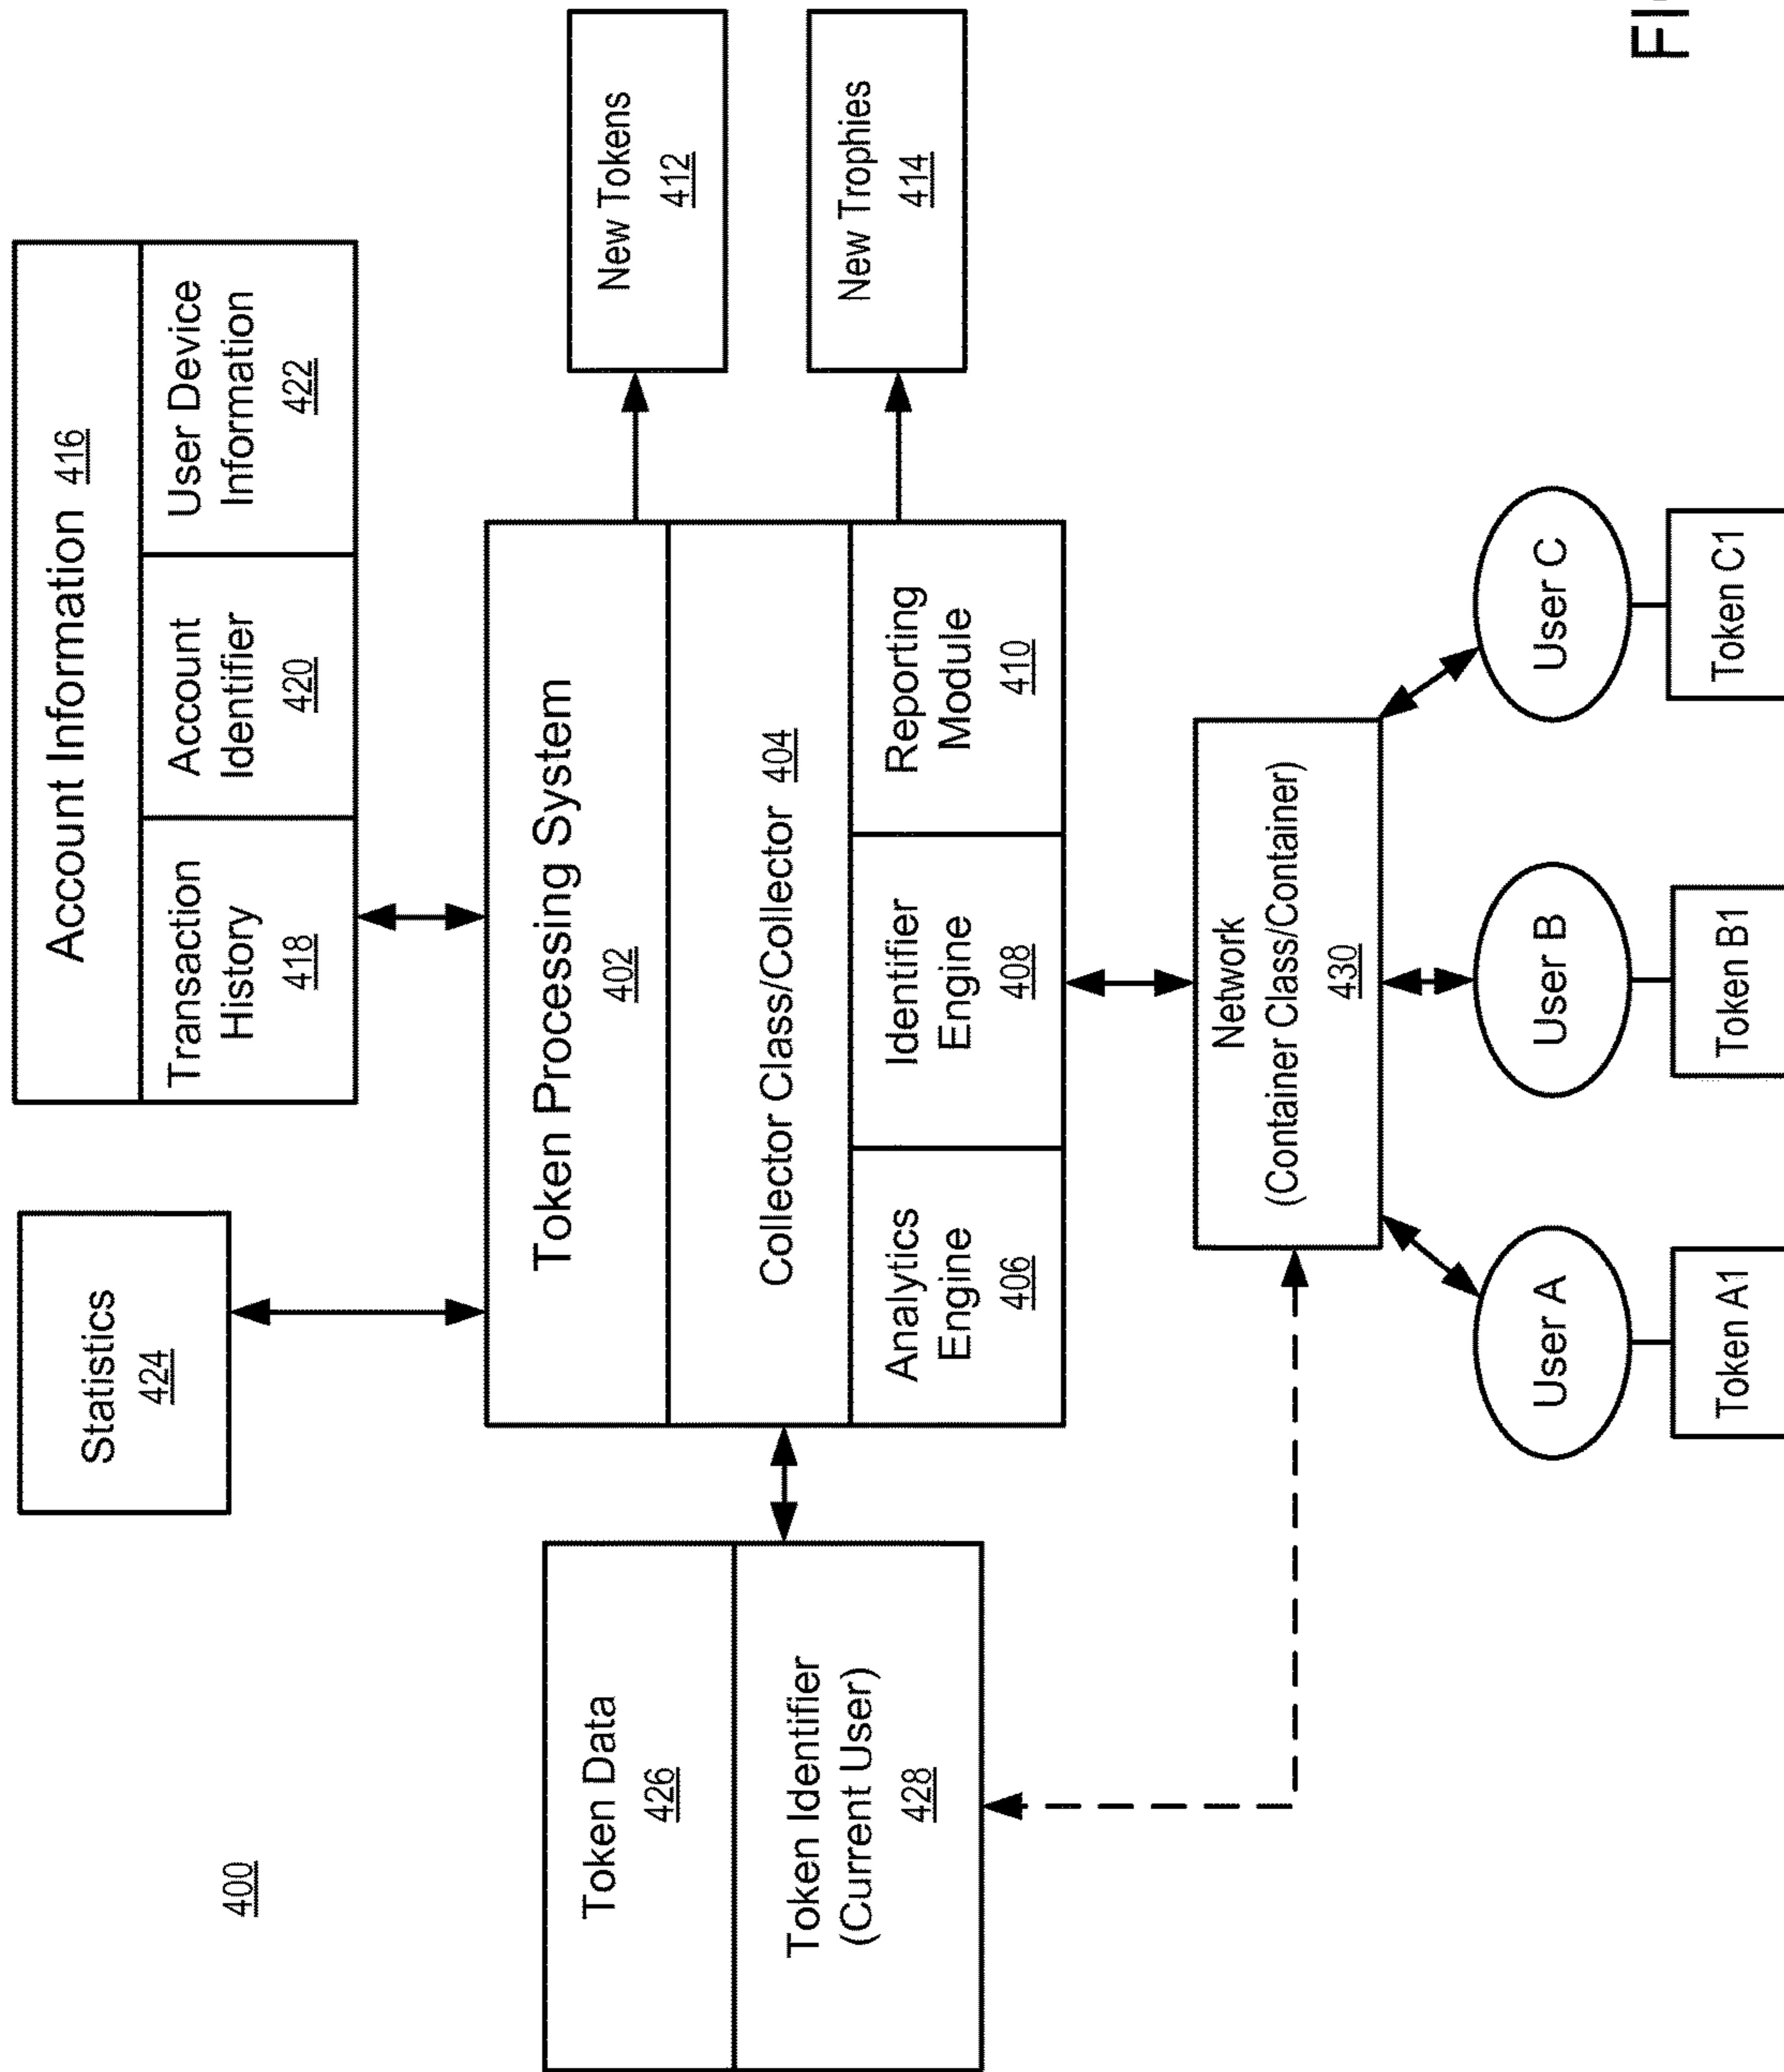 400
Statistics
424
Account Information 416
Transaction
History
418
Account
Identifier
420
User Device
Information
422
Token Data
426
Token Identifier
(Current User)
428
Token Processing System
402
Collector Class/Collector 404
Analytics
Engine
406
Identifier
Engine
408
Reporting
Module
410
New Tokens
412
New Trophies
414
Network
(Container Class/Container)
430
User A
User B
User C
Token A1
Token B1
Token C1